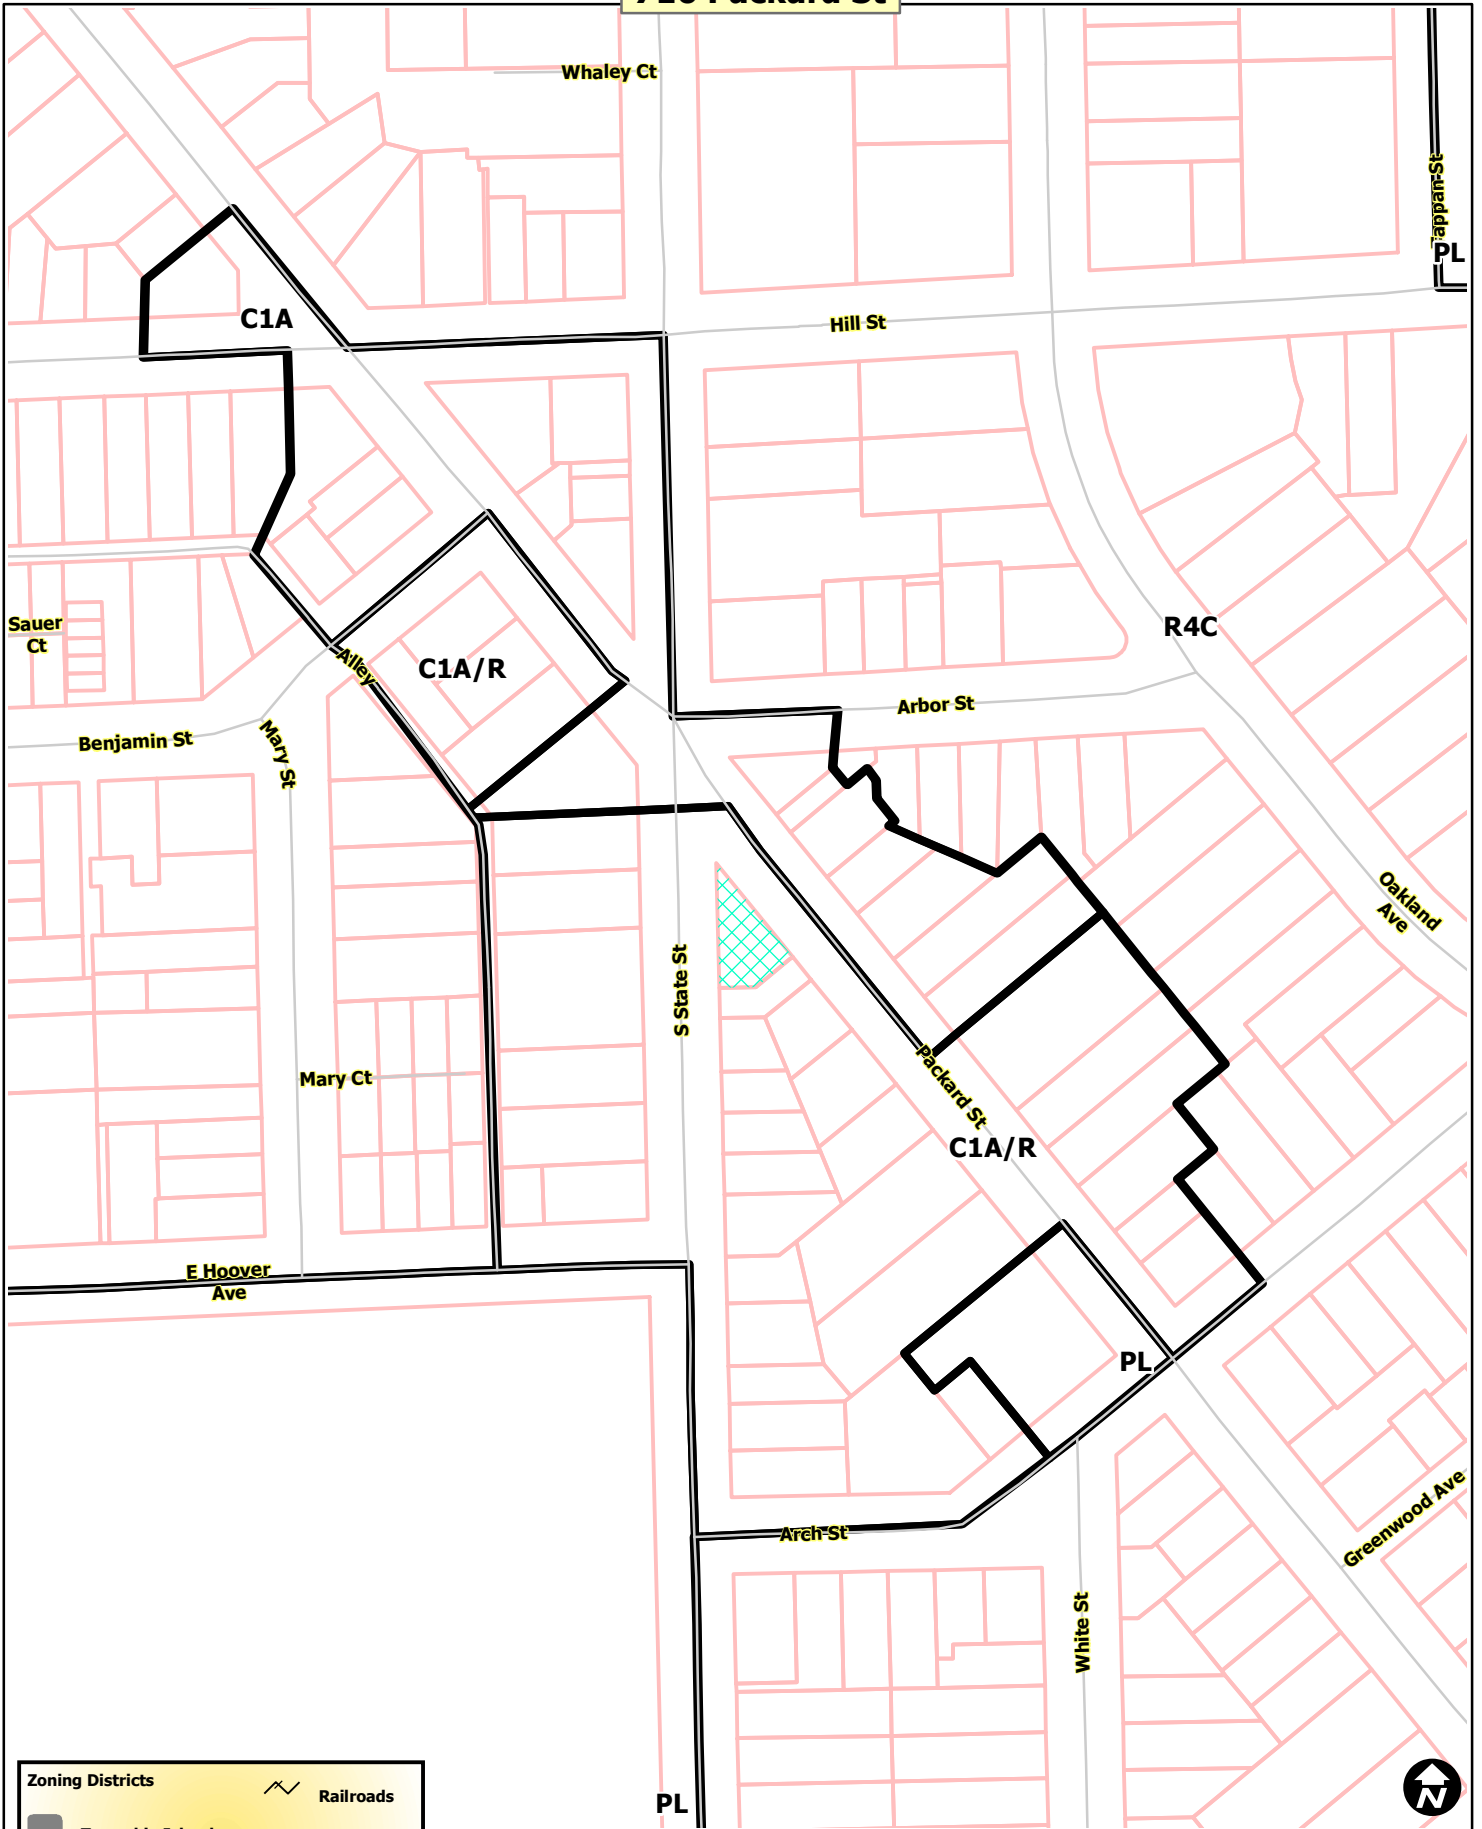 Whaley Ct
PL
C1A
Hill St
Sauer
Ct
R4C
Alley
C1A/R
Arbor St
Benjamin St
Mary St
Oakland
Ave
S State St
Mary Ct
Packard St
C1A/R
E Hoover
Ave
PL
Greenwood Ave
Arch St
White St
Zoning Districts
Railroads
PL
N